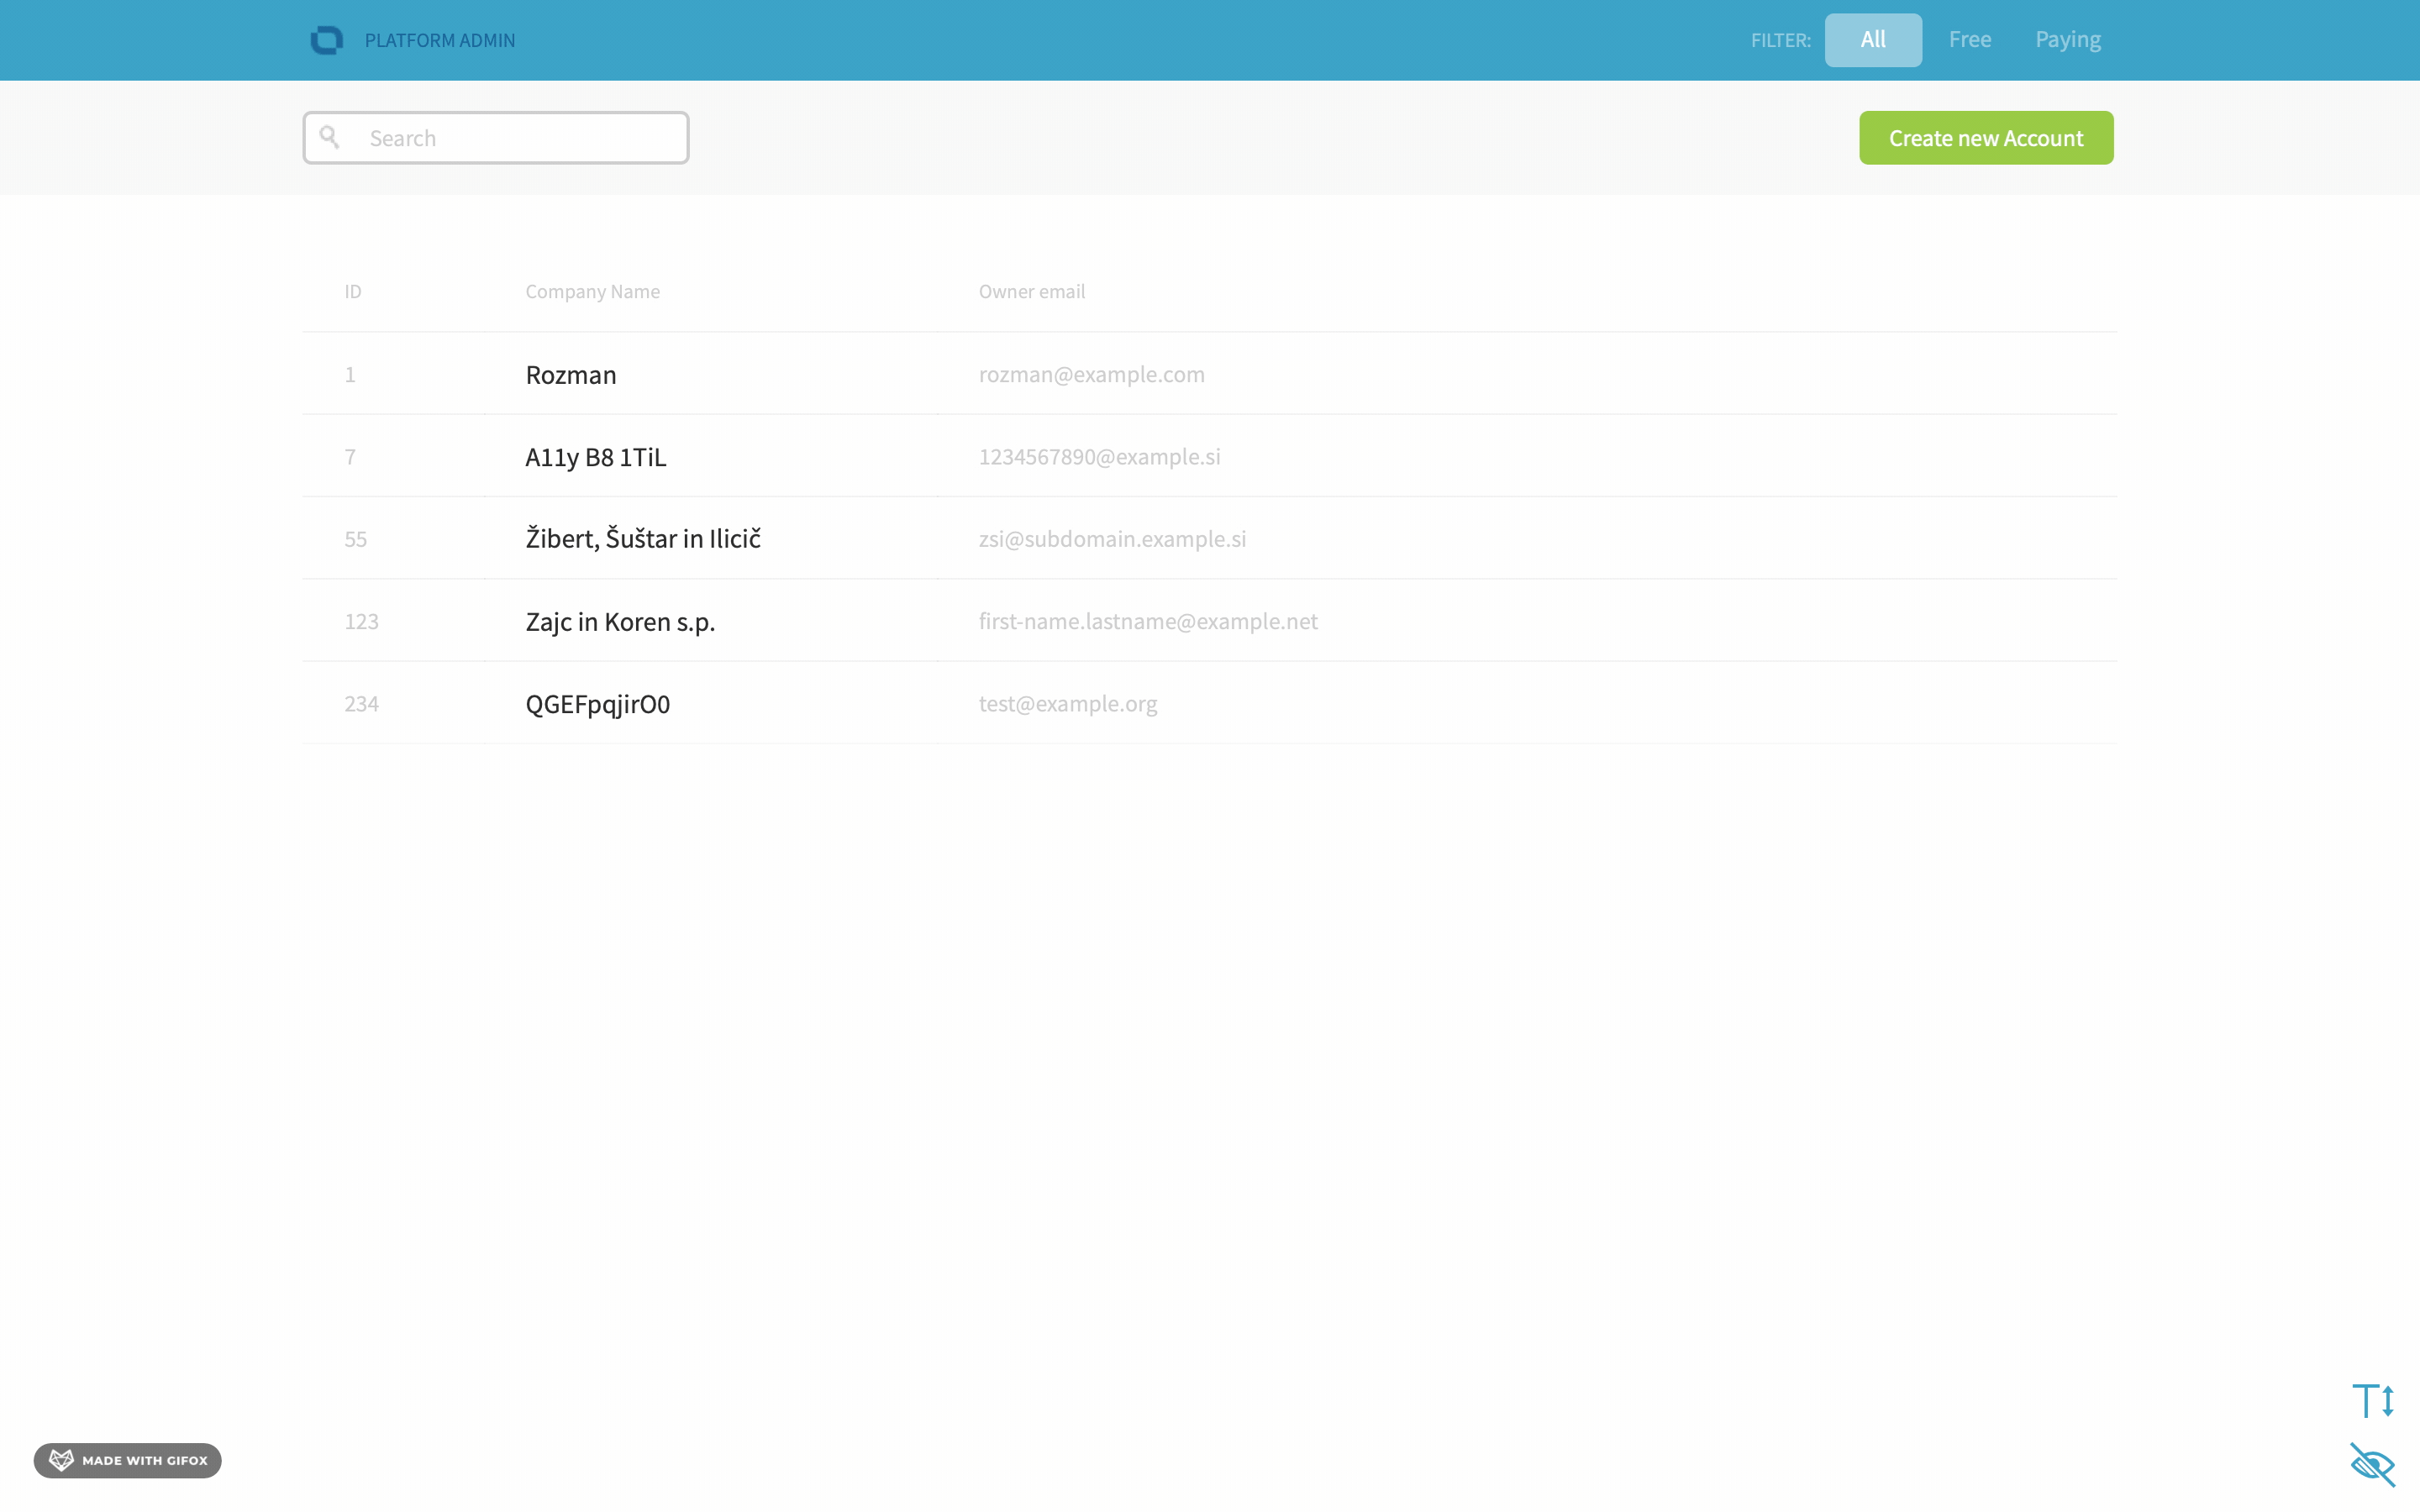 PLATFORM ADMIN FILTER: All Free Paying
Search Create new Account
ID Company Name Owner email
1 Rozman rozman@example.com
7 A11y B8 1TiL 1234567890@example.si
55 Žibert, Šuštar in Ilicič zsi@subdomain.example.si
123 Zajc in Koren s.p. first-name.lastname@example.net
234 QGEFpqjirO0 test@example.org
MADE WITH GIFOX